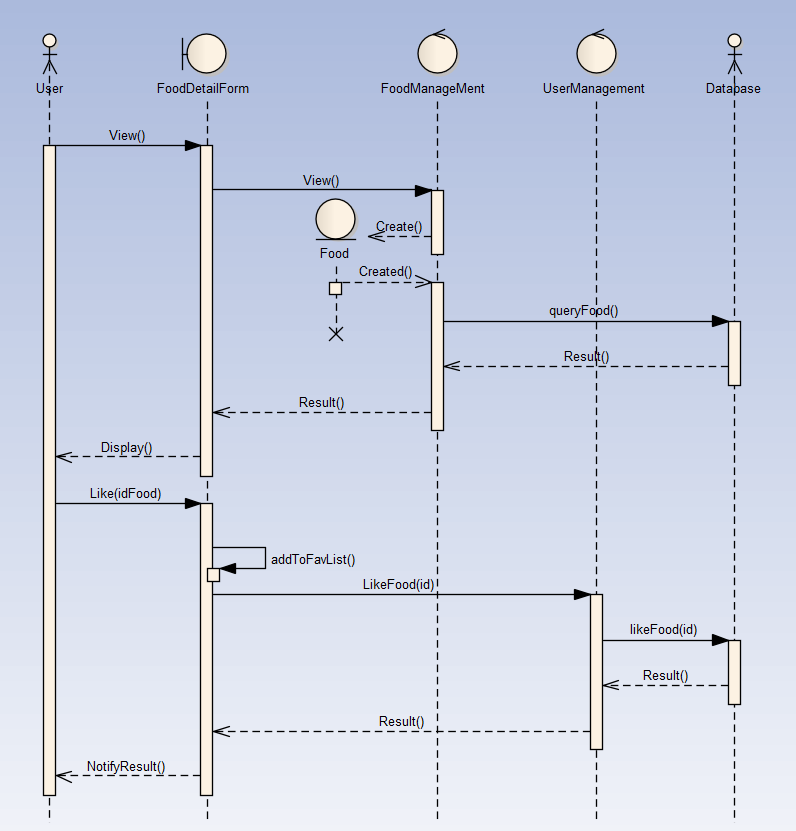 User
FoodDetailForm
FoodManageMent
UserManagement
Database
View()
View()
Create()
Food
Created()
queryFood()
Result()
Result()
Display()
Like(idFood)
addToFavList()
LikeFood(id)
likeFood(id)
Result()
Result()
NotifyResult()